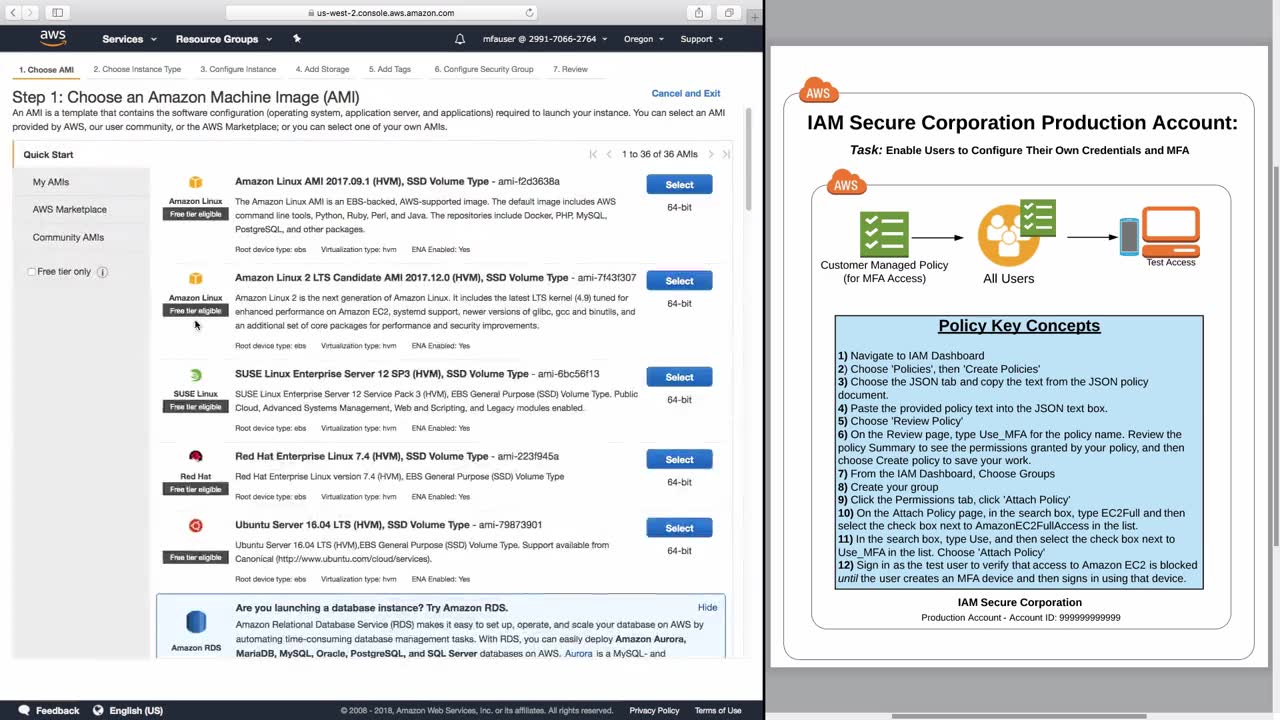 us-west-2.console.aws.amazon.com
aws
Services
Resource Groups
mfauser @ 2991-7066-2764
Oregon
Support
1. Choose AMI
2. Choose Instance Type
3. Configure Instance
4. Add Storage
5. Add Tags
6. Configure Security Group
7. Review
Step 1: Choose an Amazon Machine Image (AMI)
Cancel and Exit
An AMI is a template that contains the software configuration (operating system, application server, and applications) required to launch your instance. You can select an AMI
provided by AWS, our user community, or the AWS Marketplace; or you can select one of your own AMIs.
Quick Start
1 to 36 of 36 AMIs
My AMIs
AWS Marketplace
Community AMIs
Free tier only
Amazon Linux
Free tier eligible
Amazon Linux AMI 2017.09.1 (HVM), SSD Volume Type - ami-f2d3638a
The Amazon Linux AMI is an EBS-backed, AWS-supported image. The default image includes AWS
command line tools, Python, Ruby, Perl, and Java. The repositories include Docker, PHP, MySQL,
PostgreSQL, and other packages.
Root device type: ebs Virtualization type: hvm ENA Enabled: Yes
Select
64-bit
Amazon Linux
Free tier eligible
Amazon Linux 2 LTS Candidate AMI 2017.12.0 (HVM), SSD Volume Type - ami-7f43f307
Amazon Linux 2 is the next generation of Amazon Linux. It includes the latest LTS kernel (4.9) tuned for
enhanced performance on Amazon EC2, systemd support, newer versions of glibc, gcc and binutils, and
an additional set of core packages for performance and security improvements.
Root device type: ebs Virtualization type: hvm ENA Enabled: Yes
Select
64-bit
SUSE Linux
Free tier eligible
SUSE Linux Enterprise Server 12 SP3 (HVM), SSD Volume Type - ami-6bc56f13
SUSE Linux Enterprise Server 12 Service Pack 3 (HVM), EBS General Purpose (SSD) Volume Type. Public
Cloud, Advanced Systems Management, Web and Scripting, and Legacy modules enabled.
Root device type: ebs Virtualization type: hvm ENA Enabled: Yes
Select
64-bit
Red Hat
Free tier eligible
Red Hat Enterprise Linux 7.4 (HVM), SSD Volume Type - ami-223f945a
Red Hat Enterprise Linux version 7.4 (HVM), EBS General Purpose (SSD) Volume Type
Root device type: ebs Virtualization type: hvm ENA Enabled: Yes
Select
64-bit
Free tier eligible
Ubuntu Server 16.04 LTS (HVM), SSD Volume Type - ami-79873901
Ubuntu Server 16.04 LTS (HVM),EBS General Purpose (SSD) Volume Type. Support available from
Canonical (http://www.ubuntu.com/cloud/services).
Root device type: ebs Virtualization type: hvm ENA Enabled: Yes
Select
64-bit
Amazon RDS
Are you launching a database instance? Try Amazon RDS.
Hide
Amazon Relational Database Service (RDS) makes it easy to set up, operate, and scale your database on AWS by
automating time-consuming database management tasks. With RDS, you can easily deploy Amazon Aurora,
MariaDB, MySQL, Oracle, PostgreSQL, and SQL Server databases on AWS. Aurora is a MySQL- and
Feedback
English (US)
© 2008 - 2018, Amazon Web Services, Inc. or its affiliates. All rights reserved.
Privacy Policy
Terms of Use
AWS
IAM Secure Corporation Production Account:
Task: Enable Users to Configure Their Own Credentials and MFA
AWS
Customer Managed Policy
(for MFA Access)
All Users
Test Access
Policy Key Concepts
1) Navigate to IAM Dashboard
2) Choose 'Policies', then 'Create Policies'
3) Choose the JSON tab and copy the text from the JSON policy
document.
4) Paste the provided policy text into the JSON text box.
5) Choose 'Review Policy'
6) On the Review page, type Use_MFA for the policy name. Review the
policy Summary to see the permissions granted by your policy, and then
choose Create policy to save your work.
7) From the IAM Dashboard, Choose Groups
8) Create your group
9) Click the Permissions tab, click 'Attach Policy'
10) On the Attach Policy page, in the search box, type EC2Full and then
select the check box next to AmazonEC2FullAccess in the list.
11) In the search box, type Use, and then select the check box next to
Use_MFA in the list. Choose 'Attach Policy'
12) Sign in as the test user to verify that access to Amazon EC2 is blocked
until the user creates an MFA device and then signs in using that device.
IAM Secure Corporation
Production Account - Account ID: 999999999999